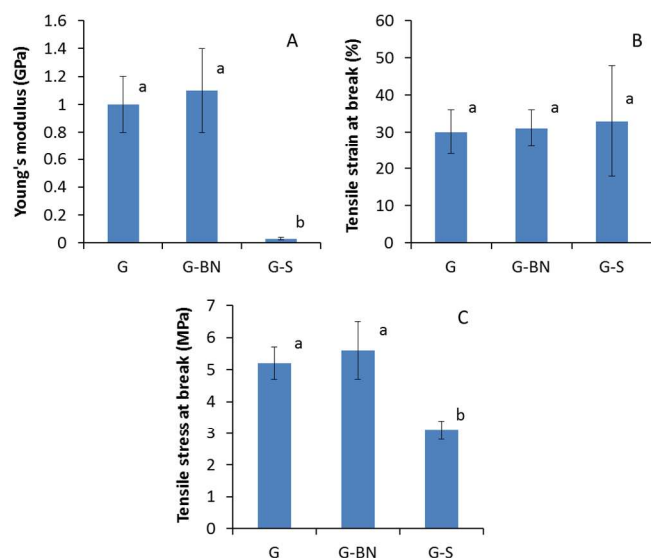 A
Young's modulus (GPa)
1.6
1.4
1.2
1
0.8
0.6
0.4
0.2
0
a
a
b
G
G-BN
G-S
B
Tensile strain at break (%)
60
50
40
30
20
10
0
a
a
a
G
G-BN
G-S
C
Tensile stress at break (MPa)
7
6
5
4
3
2
1
0
a
a
b
G
G-BN
G-S